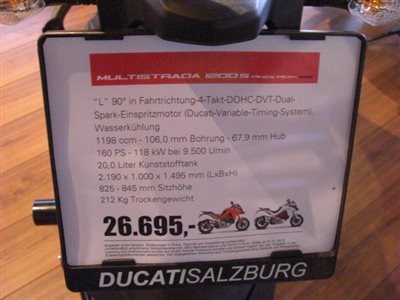 MULTISTRADA 1200S
"L" 90° in Fahrtrichtung-4-Takt-DOHC-DVT-Dual-
Spark-Einspritzmotor (Ducati-Variable-Timing-System),
Wasserkühlung
1198 ccm - 106,0 mm Bohrung - 67,9 mm Hub
160 PS - 118 kW bei 9.500 U/min
20,0 Liter Kunststofftank
2.190 x 1.000 x 1.495 mm (LxBxH)
825 - 845 mm Sitzhöhe
212 Kg Trockengewicht
26.695,-
DUCATISALZBURG